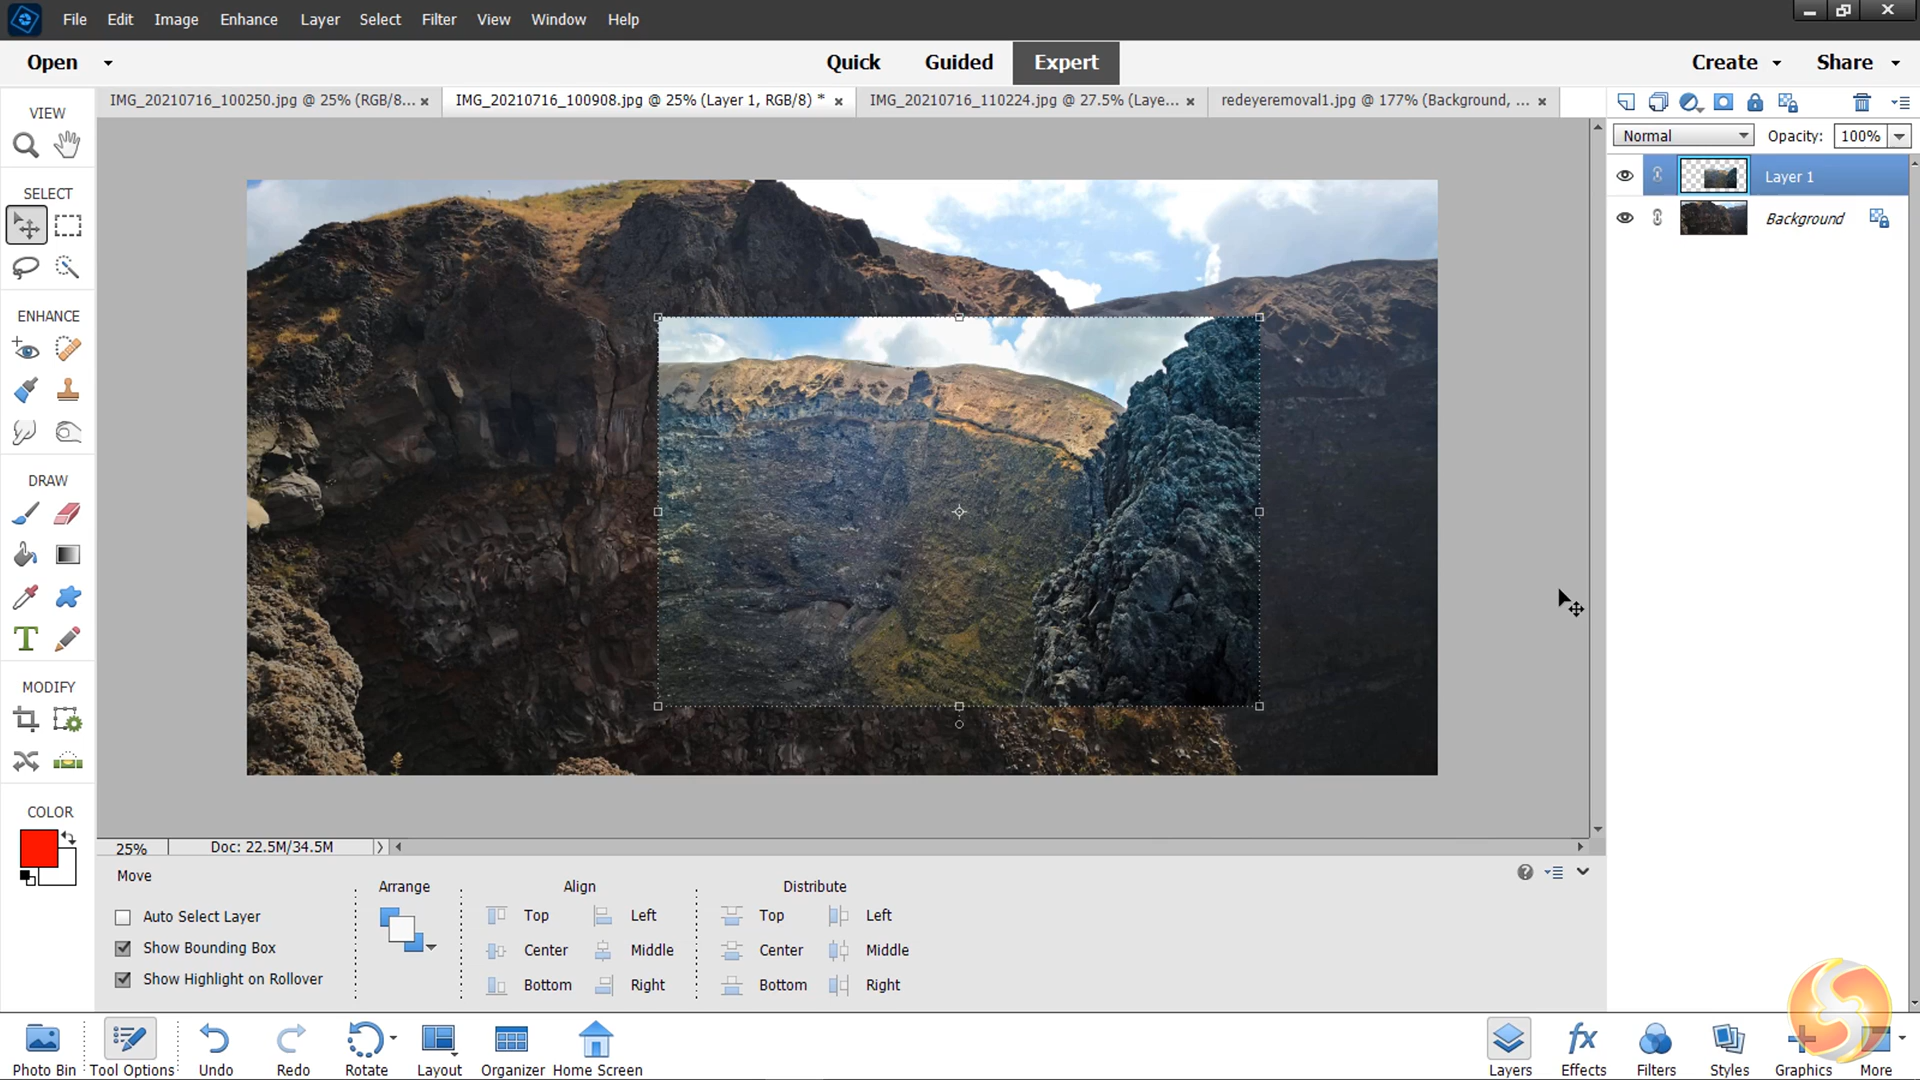 File Edit Image Enhance Layer Select Filter View Window Help
Open Quick Guided Expert Create Share
IMG_20210716_100250.jpg @ 25% (RGB/8... × IMG_20210716_100908.jpg @ 25% (Layer 1, RGB/8) * × IMG_20210716_110224.jpg @ 27.5% (Laye... × redeyeremoval1.jpg @ 177% (Background, ... ×
VIEW
Normal Opacity: 100%
Layer 1
SELECT
Background
ENHANCE
DRAW
T
MODIFY
COLOR
25% Doc: 22.5M/34.5M
Move
Arrange Align Distribute
Auto Select Layer Top Left Top Left
Show Bounding Box Center Middle Center Middle
Show Highlight on Rollover Bottom Right Bottom Right
fx
Photo Bin Tool Options Undo Redo Rotate Layout Organizer Home Screen Layers Effects Filters Styles Graphics More